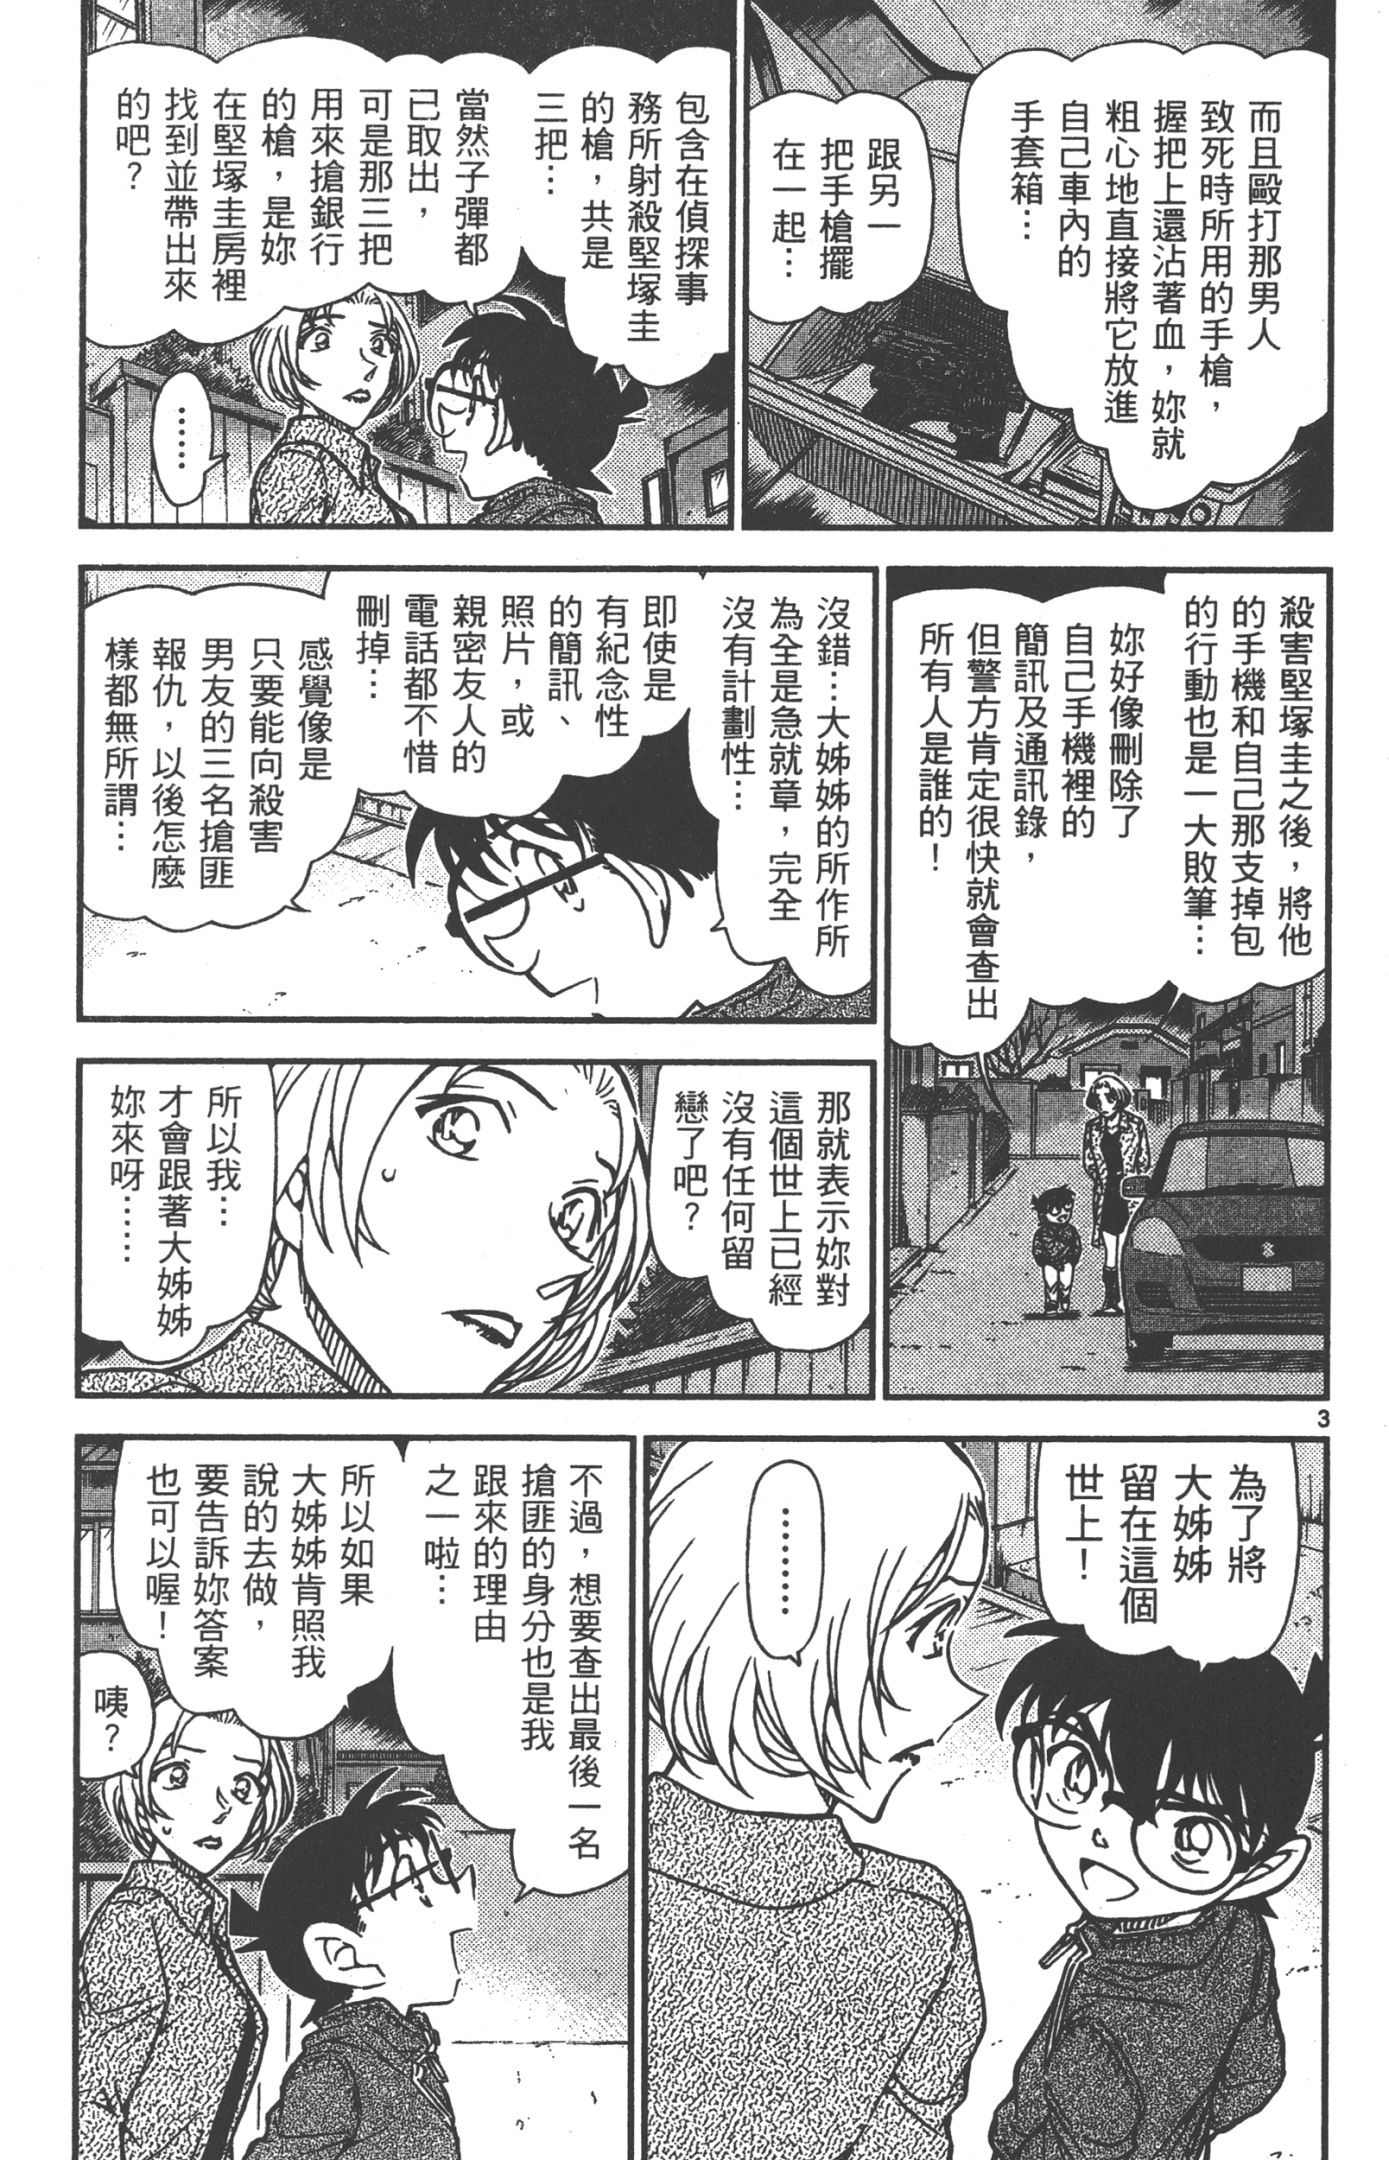 而且毆打那男人
致死時所用的手槍，
握把上還沾著血，妳就
粗心地直接將它放進
自己車內的
手套箱…
跟另一
把手槍擺
在一起…
包含在偵探事
務所射殺堅塚圭
的槍，共是
三把…
當然子彈都
已取出，
可是那三把
用來搶銀行
的槍，是妳
在堅塚圭房裡
找到並帶出來
的吧？
……
殺害堅塚圭之後，將他
的手機和自己那支掉包
的行動也是一大敗筆…
妳好像刪除了
自己手機裡的
簡訊及通訊錄，
但警方肯定很快就會查出
所有人是誰的！
沒錯…大姊姊的所作所
為全是急就章，完全
沒有計劃性…
即使是
有紀念性
的簡訊、
照片，或
親密友人的
電話都不惜
刪掉…
感覺像是
只要能向殺害
男友的三名搶匪
報仇，以後怎麼
樣都無所謂…
那就表示妳對
這個世上已經
沒有任何留
戀了吧？
所以我…
才會跟著大姊姊
妳來呀……
3
為了將
大姊姊
留在這個
世上！
………
不過，想要查出最後一名
搶匪的身分也是我
跟來的理由
之一啦…
所以如果
大姊姊肯照我
說的去做，
要告訴妳答案
也可以喔！
咦？